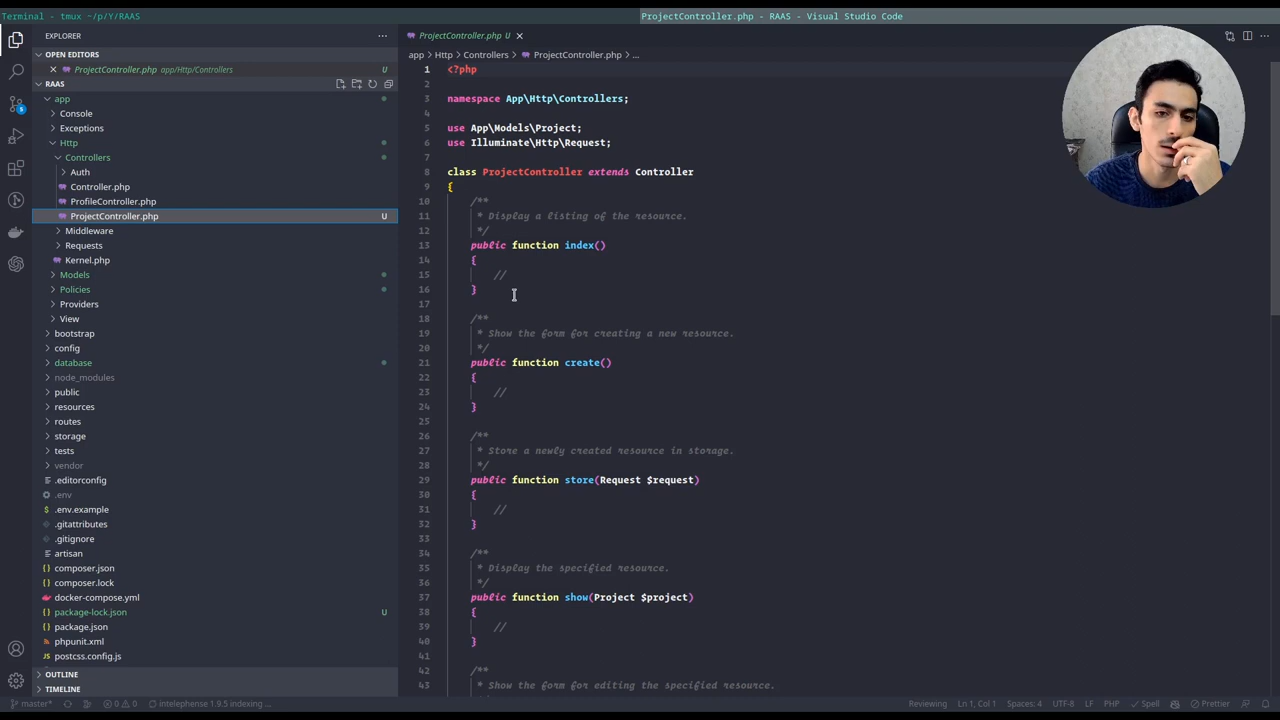 Terminal - tmux ~/p/Y/RAAS
ProjectController.php - RAAS - Visual Studio Code
EXPLORER
OPEN EDITORS
ProjectController.php app/Http/Controllers U
RAAS
app
Console
Exceptions
Http
Controllers
Auth
Controller.php
ProfileController.php
ProjectController.php U
Middleware
Requests
Kernel.php
Models
Policies
Providers
View
bootstrap
config
database
node_modules
public
resources
routes
storage
tests
vendor
.editorconfig
.env
.env.example
.gitattributes
.gitignore
artisan
composer.json
composer.lock
docker-compose.yml
package-lock.json U
package.json
phpunit.xml
postcss.config.js
OUTLINE
TIMELINE
5
ProjectController.php U
app > Http > Controllers > ProjectController.php > ...
1 <?php
2
3 namespace App\Http\Controllers;
4
5 use App\Models\Project;
6 use Illuminate\Http\Request;
7
8 class ProjectController extends Controller
9 {
10 /**
11 * Display a listing of the resource.
12 */
13 public function index()
14 {
15 //
16 }
17
18 /**
19 * Show the form for creating a new resource.
20 */
21 public function create()
22 {
23 //
24 }
25
26 /**
27 * Store a newly created resource in storage.
28 */
29 public function store(Request $request)
30 {
31 //
32 }
33
34 /**
35 * Display the specified resource.
36 */
37 public function show(Project $project)
38 {
39 //
40 }
41
42 /**
43 * Show the form for editing the specified resource.
master* 0 0 intelephense 1.9.5 indexing ... Reviewing Ln 1, Col 1 Spaces: 4 UTF-8 LF PHP Spell Prettier